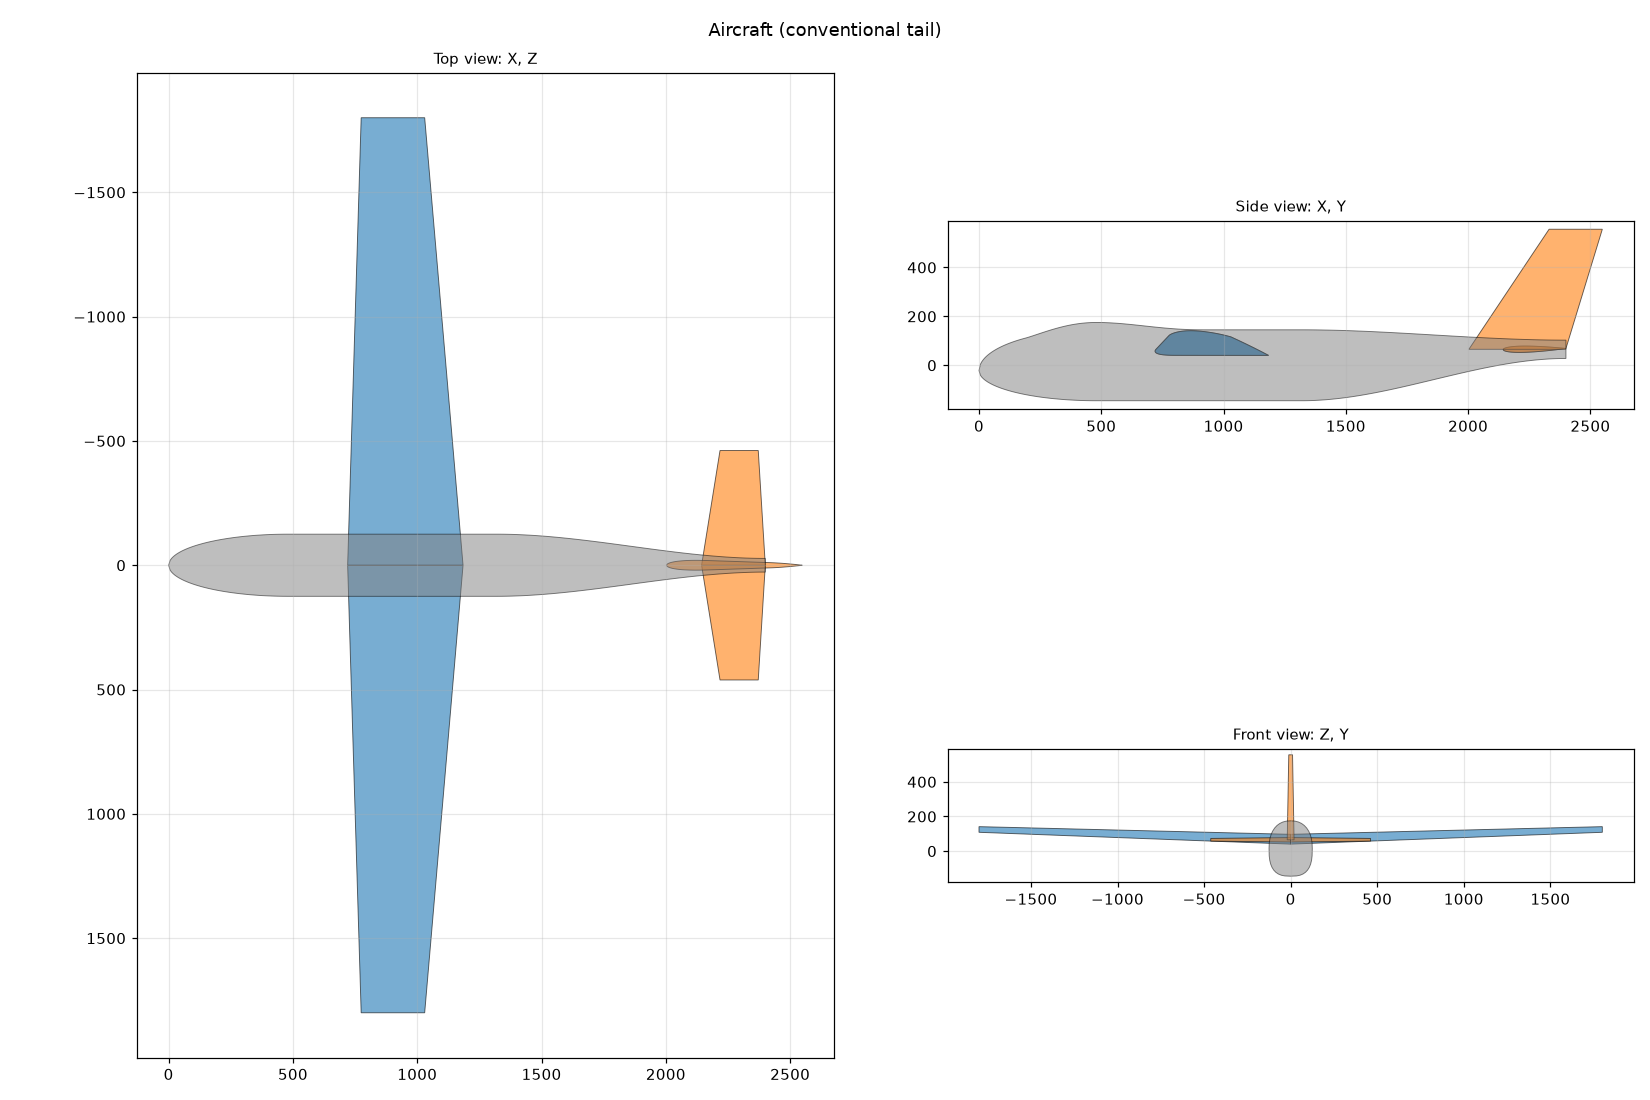 Aircraft (conventional tail)
Top view: X, Z
−1500
−1000
−500
0
500
1000
1500
0 500 1000 1500 2000 2500
Side view: X, Y
400
200
0
0 500 1000 1500 2000 2500
Front view: Z, Y
400
200
0
−1500 −1000 −500 0 500 1000 1500